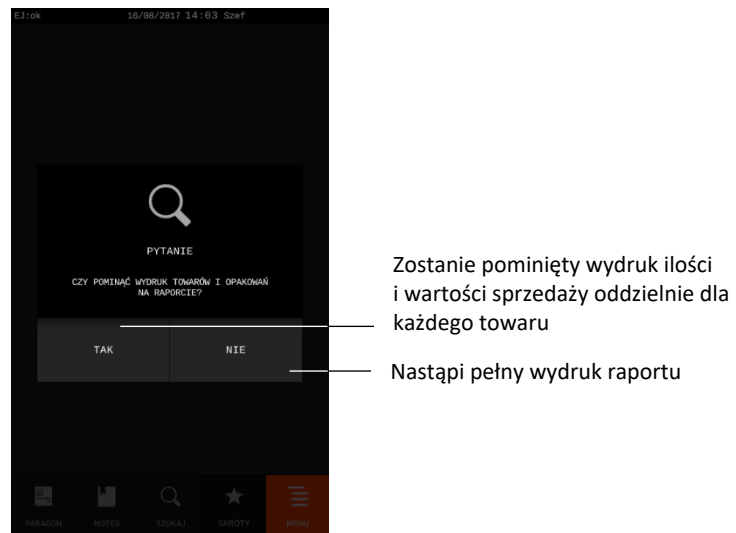 EJ:ok 16/08/2017 14:03 Szef
PYTANIE
CZY POMINĄĆ WYDRUK TOWARÓW I OPAKOWAŃ
NA RAPORCIE?
TAK NIE
Zostanie pominięty wydruk ilości
i wartości sprzedaży oddzielnie dla
każdego towaru
Nastąpi pełny wydruk raportu
PARAGON NOTES SZUKAJ SKRÓTY MENU